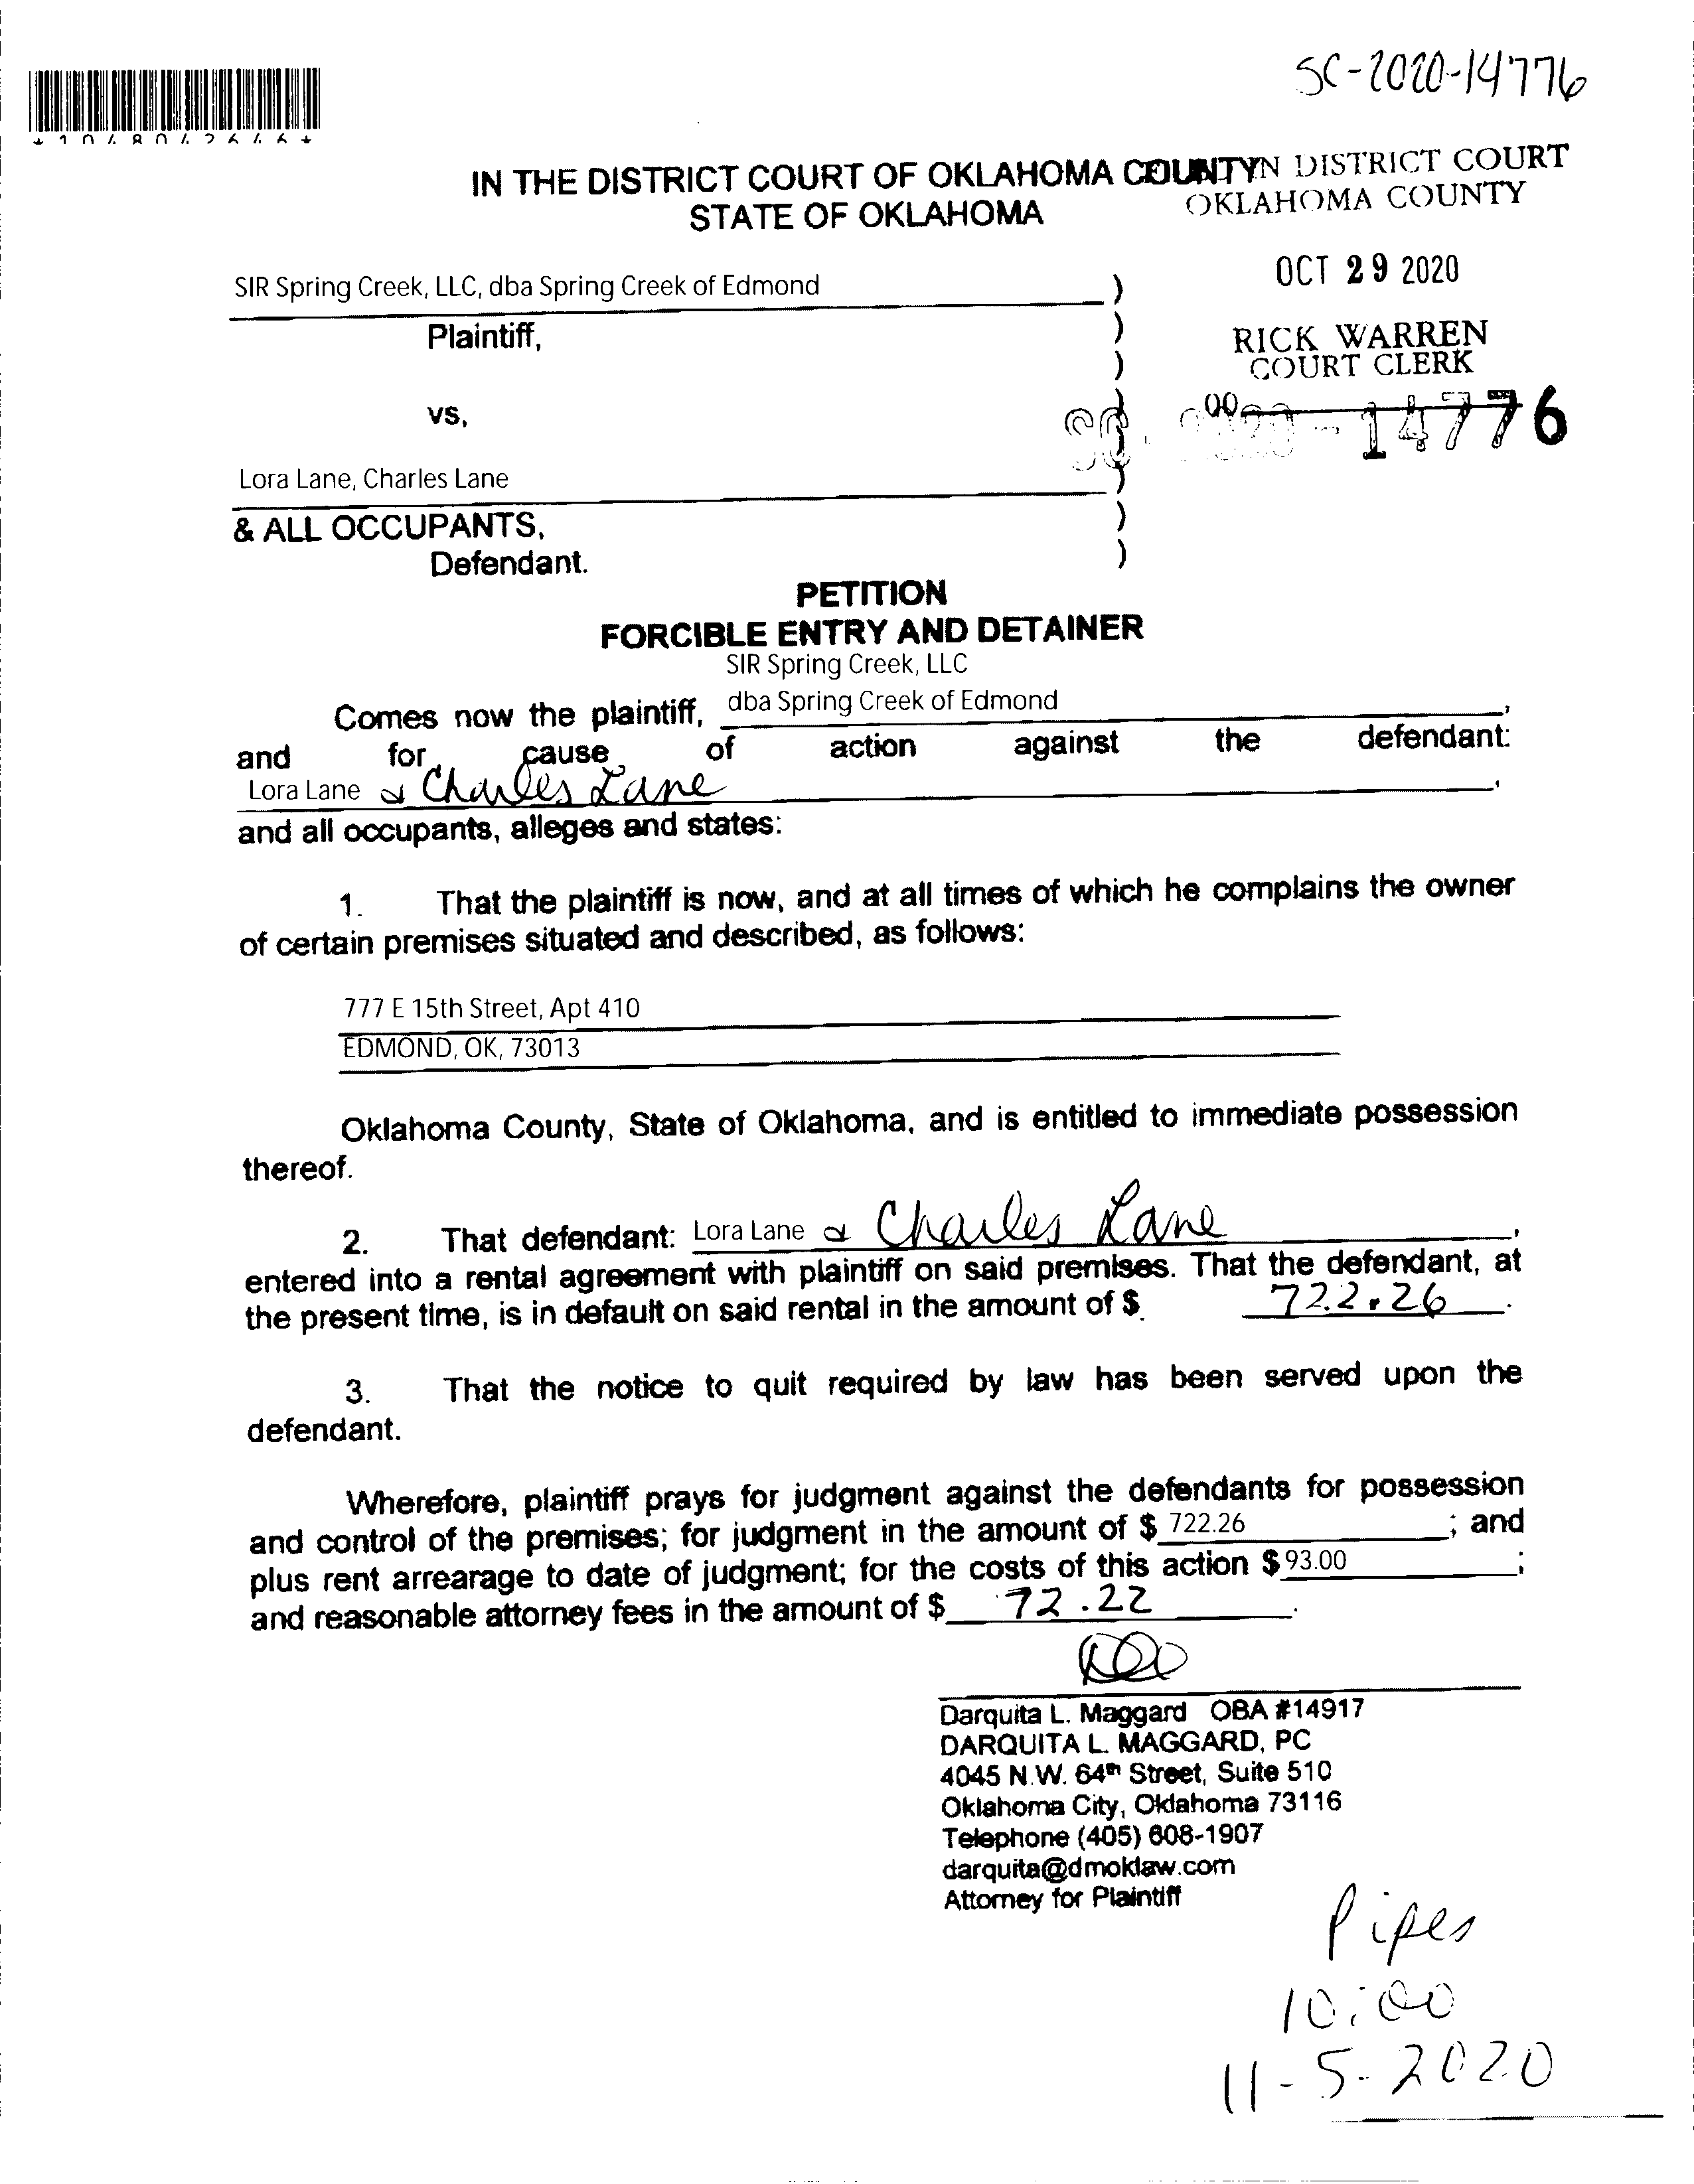 SC-2020-14776
*1048042646*
IN THE DISTRICT COURT OF OKLAHOMA COUNTY
STATE OF OKLAHOMA
IN DISTRICT COURT
OKLAHOMA COUNTY
SIR Spring Creek, LLC, dba Spring Creek of Edmond )
Plaintiff, )
)
OCT 29 2020
RICK WARREN
COURT CLERK
vs,
SC 2020-14776
Lora Lane, Charles Lane )
& ALL OCCUPANTS, )
Defendant. )
PETITION
FORCIBLE ENTRY AND DETAINER
SIR Spring Creek, LLC
Comes now the plaintiff, dba Spring Creek of Edmond,
and for cause of action against the defendant:
Lora Lane & Charles Lane,
and all occupants, alleges and states:
1. That the plaintiff is now, and at all times of which he complains the owner
of certain premises situated and described, as follows:
777 E 15th Street, Apt 410
EDMOND, OK, 73013
Oklahoma County, State of Oklahoma, and is entitled to immediate possession
thereof.
2. That defendant: Lora Lane & Charles Lane,
entered into a rental agreement with plaintiff on said premises. That the defendant, at
the present time, is in default on said rental in the amount of $ 722.26.
3. That the notice to quit required by law has been served upon the
defendant.
Wherefore, plaintiff prays for judgment against the defendants for possession
and control of the premises; for judgment in the amount of $ 722.26; and
plus rent arrearage to date of judgment; for the costs of this action $ 93.00;
and reasonable attorney fees in the amount of $ 72.22.
Darquita L. Maggard OBA #14917
DARQUITA L. MAGGARD, PC
4045 N.W. 64th Street, Suite 510
Oklahoma City, Oklahoma 73116
Telephone (405) 608-1907
darquita@dmoklaw.com
Attorney for Plaintiff
Pipes
10:00
11-5-2020